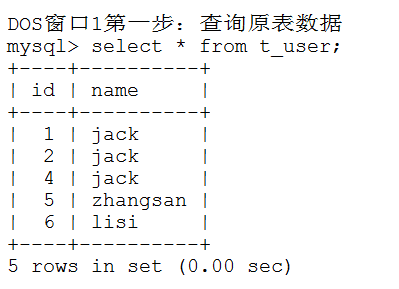 DOS窗口1第一步：查询原表数据
mysql> select * from t_user;
+----+----------+
| id | name     |
+----+----------+
|  1 | jack     |
|  2 | jack     |
|  4 | jack     |
|  5 | zhangsan |
|  6 | lisi     |
+----+----------+
5 rows in set (0.00 sec)